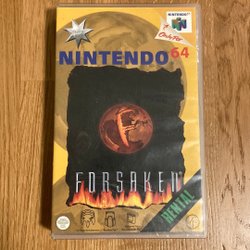 NINTENDO 64
NINTENDO 64
FORSAKEN
RENTAL